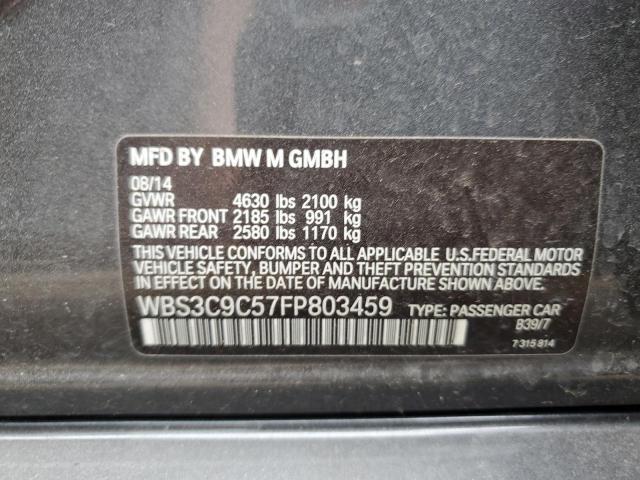 MFD BY BMW M GMBH
08/14
GVWR 4630 lbs 2100 kg
GAWR FRONT 2185 lbs 991 kg
GAWR REAR 2580 lbs 1170 kg
THIS VEHICLE CONFORMS TO ALL APPLICABLE U.S.FEDERAL MOTOR
VEHICLE SAFETY, BUMPER AND THEFT PREVENTION STANDARDS
IN EFFECT ON THE DATE OF MANUFACTURE SHOWN ABOVE.
WBS3C9C57FP803459 TYPE: PASSENGER CAR
B39/7
7 315 814